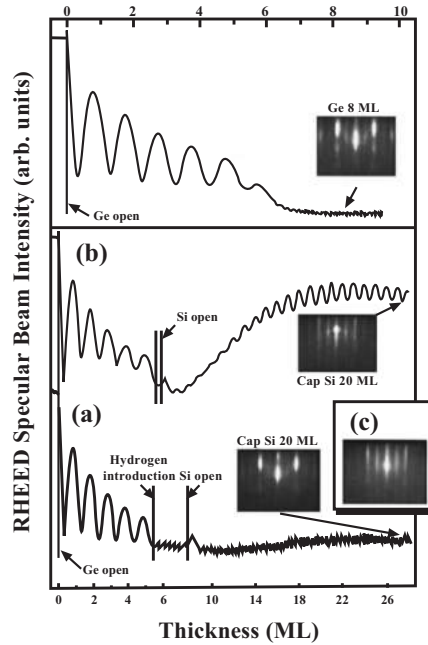 0 2 4 6 8 10
RHEED Specular Beam Intensity (arb. units)
Ge 8 ML
Ge open
(b)
Si open
Cap Si 20 ML
(a)
(c)
Cap Si 20 ML
Hydrogen
introduction
Si open
Ge open
0 2 4 6 10 14 18 22 26
Thickness (ML)